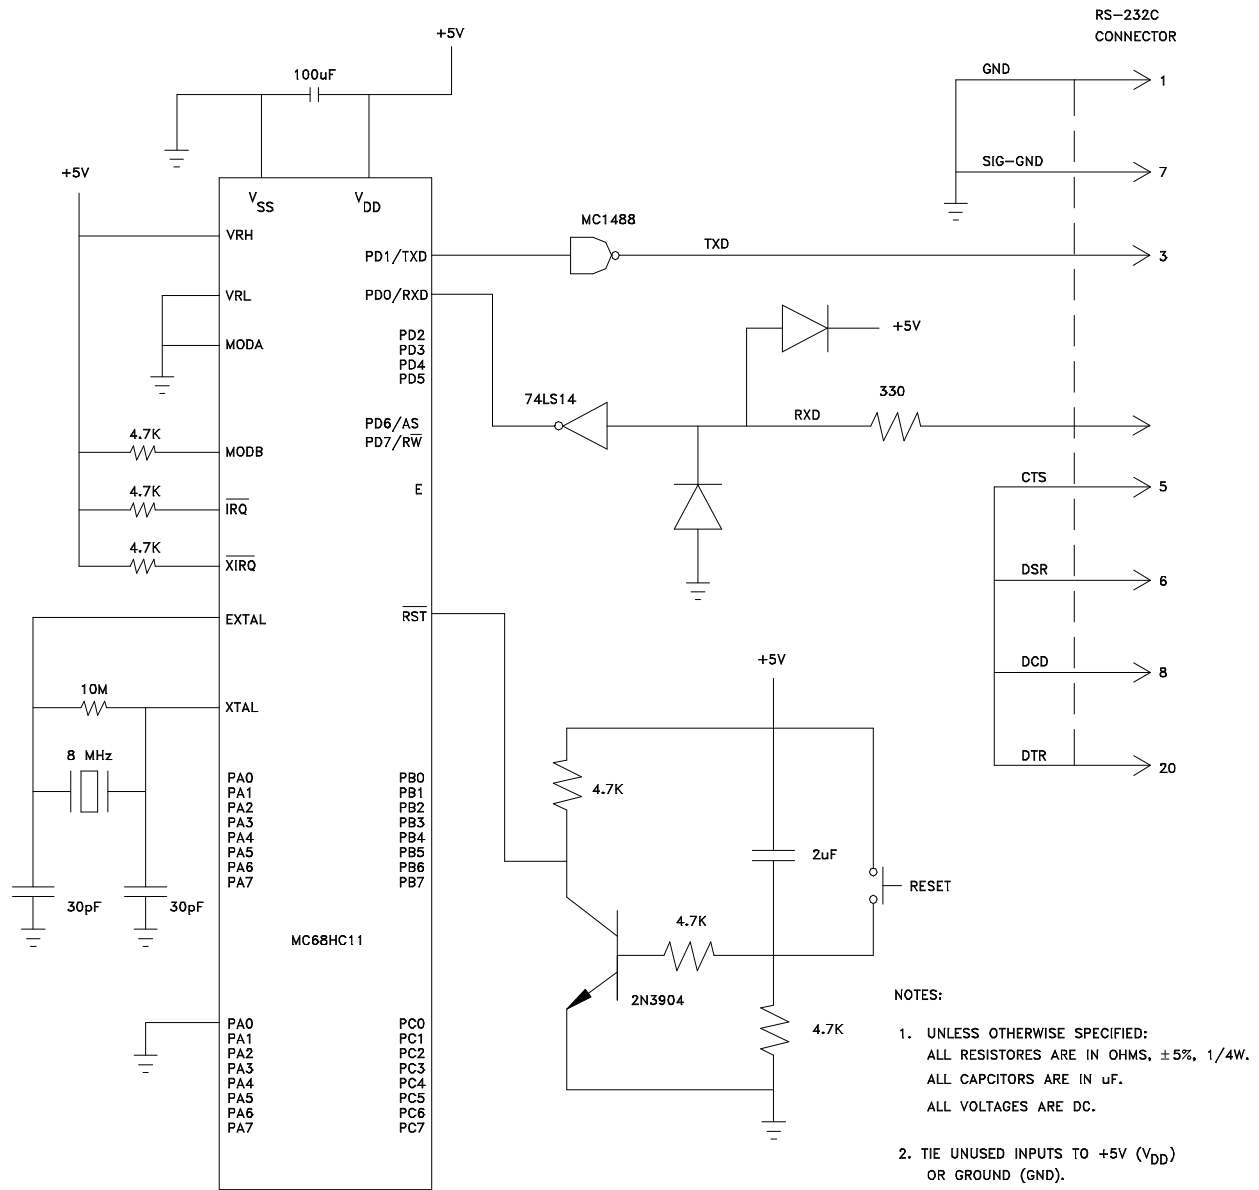 RS-232C
CONNECTOR
+5V
100uF
GND
1
+5V
SIG-GND
7
VSS
VDD
MC1488
VRH
PD1/TXD
TXD
3
VRL
PD0/RXD
+5V
MODA
PD2
PD3
PD4
PD5
74LS14
330
4.7K
PD6/AS
RXD
PD7/RW
MODB
4.7K
E
CTS
5
IRQ
4.7K
XIRQ
DSR
6
EXTAL
RST
+5V
DCD
8
10M
XTAL
8 MHz
DTR
20
PA0
PA1
PA2
PA3
PA4
PA5
PA6
PA7
PB0
PB1
PB2
PB3
PB4
PB5
PB6
PB7
4.7K
2uF
RESET
30pF
30pF
4.7K
MC68HC11
2N3904
4.7K
PA0
PA1
PA2
PA3
PA4
PA5
PA6
PA7
PC0
PC1
PC2
PC3
PC4
PC5
PC6
PC7
NOTES:
1. UNLESS OTHERWISE SPECIFIED:
ALL RESISTORES ARE IN OHMS, ±5%, 1/4W.
ALL CAPCITORS ARE IN uF.
ALL VOLTAGES ARE DC.
2. TIE UNUSED INPUTS TO +5V (VDD)
OR GROUND (GND).